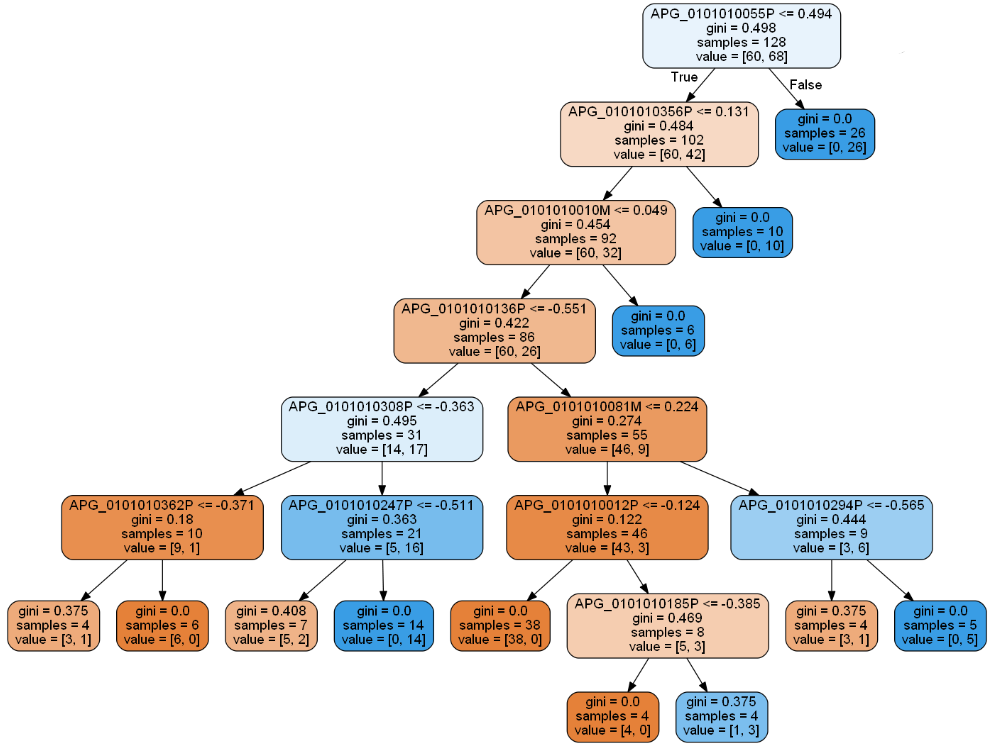 APG_0101010055P <= 0.494
gini = 0.498
samples = 128
value = [60, 68]
True
False
APG_0101010356P <= 0.131
gini = 0.484
samples = 102
value = [60, 42]
gini = 0.0
samples = 26
value = [0, 26]
APG_0101010010M <= 0.049
gini = 0.454
samples = 92
value = [60, 32]
gini = 0.0
samples = 10
value = [0, 10]
APG_0101010136P <= -0.551
gini = 0.422
samples = 86
value = [60, 26]
gini = 0.0
samples = 6
value = [0, 6]
APG_0101010308P <= -0.363
gini = 0.495
samples = 31
value = [14, 17]
APG_0101010081M <= 0.224
gini = 0.274
samples = 55
value = [46, 9]
APG_0101010362P <= -0.371
gini = 0.18
samples = 10
value = [9, 1]
APG_0101010247P <= -0.511
gini = 0.363
samples = 21
value = [5, 16]
APG_0101010012P <= -0.124
gini = 0.122
samples = 46
value = [43, 3]
APG_0101010294P <= -0.565
gini = 0.444
samples = 9
value = [3, 6]
gini = 0.375
samples = 4
value = [3, 1]
gini = 0.0
samples = 6
value = [6, 0]
gini = 0.408
samples = 7
value = [5, 2]
gini = 0.0
samples = 14
value = [0, 14]
gini = 0.0
samples = 38
value = [38, 0]
APG_0101010185P <= -0.385
gini = 0.469
samples = 8
value = [5, 3]
gini = 0.375
samples = 4
value = [3, 1]
gini = 0.0
samples = 5
value = [0, 5]
gini = 0.0
samples = 4
value = [4, 0]
gini = 0.375
samples = 4
value = [1, 3]